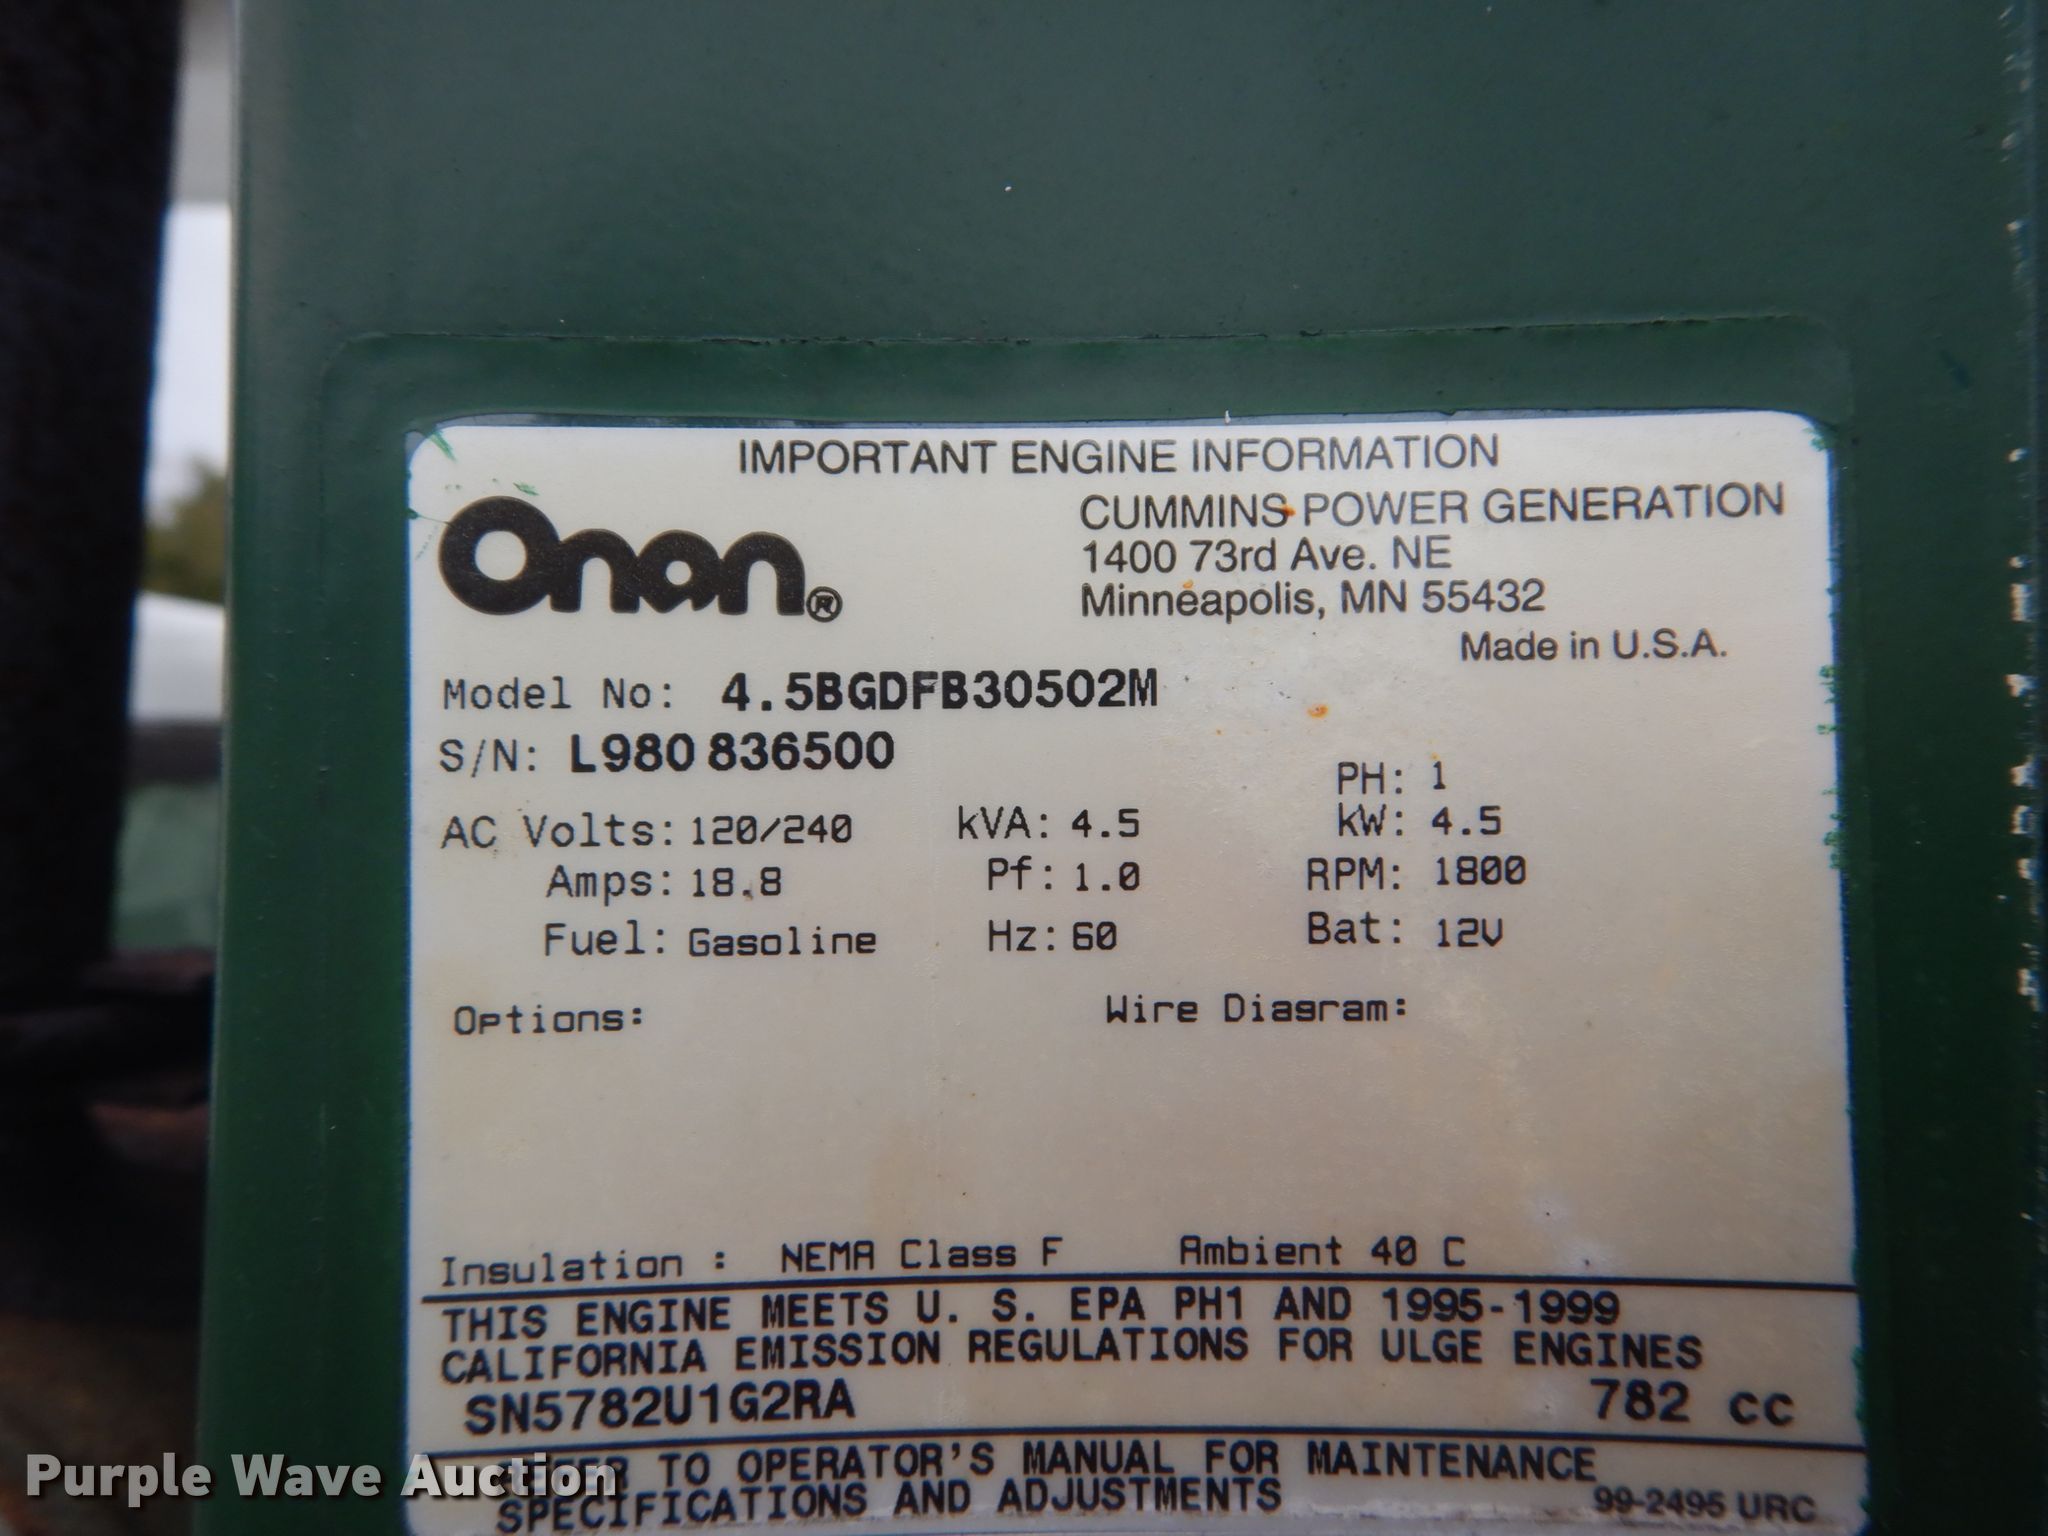 IMPORTANT ENGINE INFORMATION
Onan®
CUMMINS POWER GENERATION
1400 73rd Ave. NE
Minneapolis, MN 55432
Made in U.S.A.
Model No: 4.5BGDFB30502M
S/N: L980 836500
PH: 1
AC Volts: 120/240 kVA: 4.5 kW: 4.5
Amps: 18.8 Pf: 1.0 RPM: 1800
Fuel: Gasoline Hz: 60 Bat: 12V
Options: Wire Diagram:
Insulation : NEMA Class F Ambient 40 C
THIS ENGINE MEETS U. S. EPA PH1 AND 1995-1999
CALIFORNIA EMISSION REGULATIONS FOR ULGE ENGINES
SN5782U1G2RA 782 cc
REFER TO OPERATOR'S MANUAL FOR MAINTENANCE
SPECIFICATIONS AND ADJUSTMENTS
99-2495 URC
Purple Wave Auction